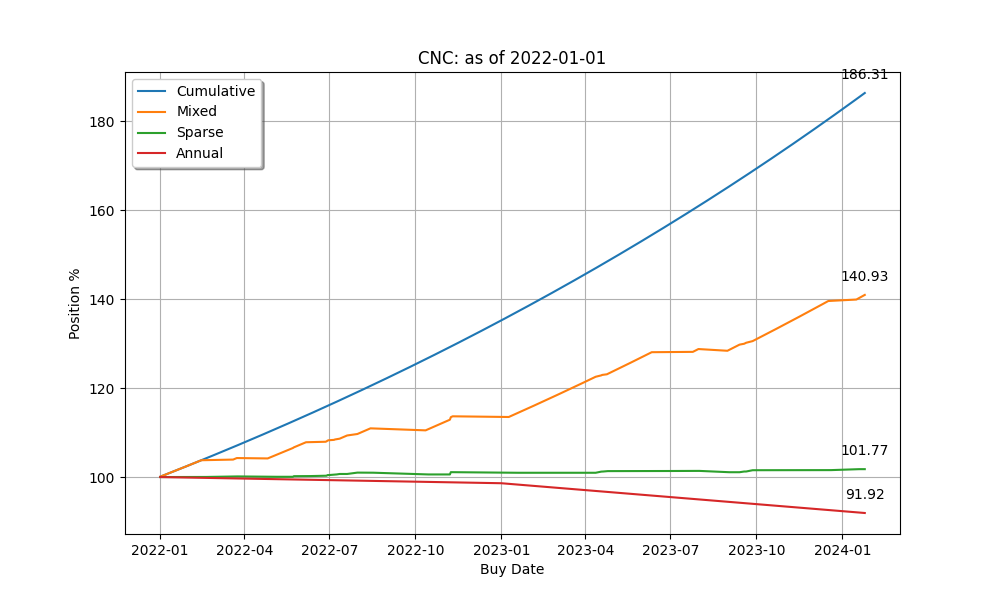 CNC: as of 2022-01-01
186.31
Cumulative
Mixed
Sparse
Annual
180
160
140
120
100
Position %
140.93
101.77
91.92
2022-01 2022-04 2022-07 2022-10 2023-01 2023-04 2023-07 2023-10 2024-01
Buy Date